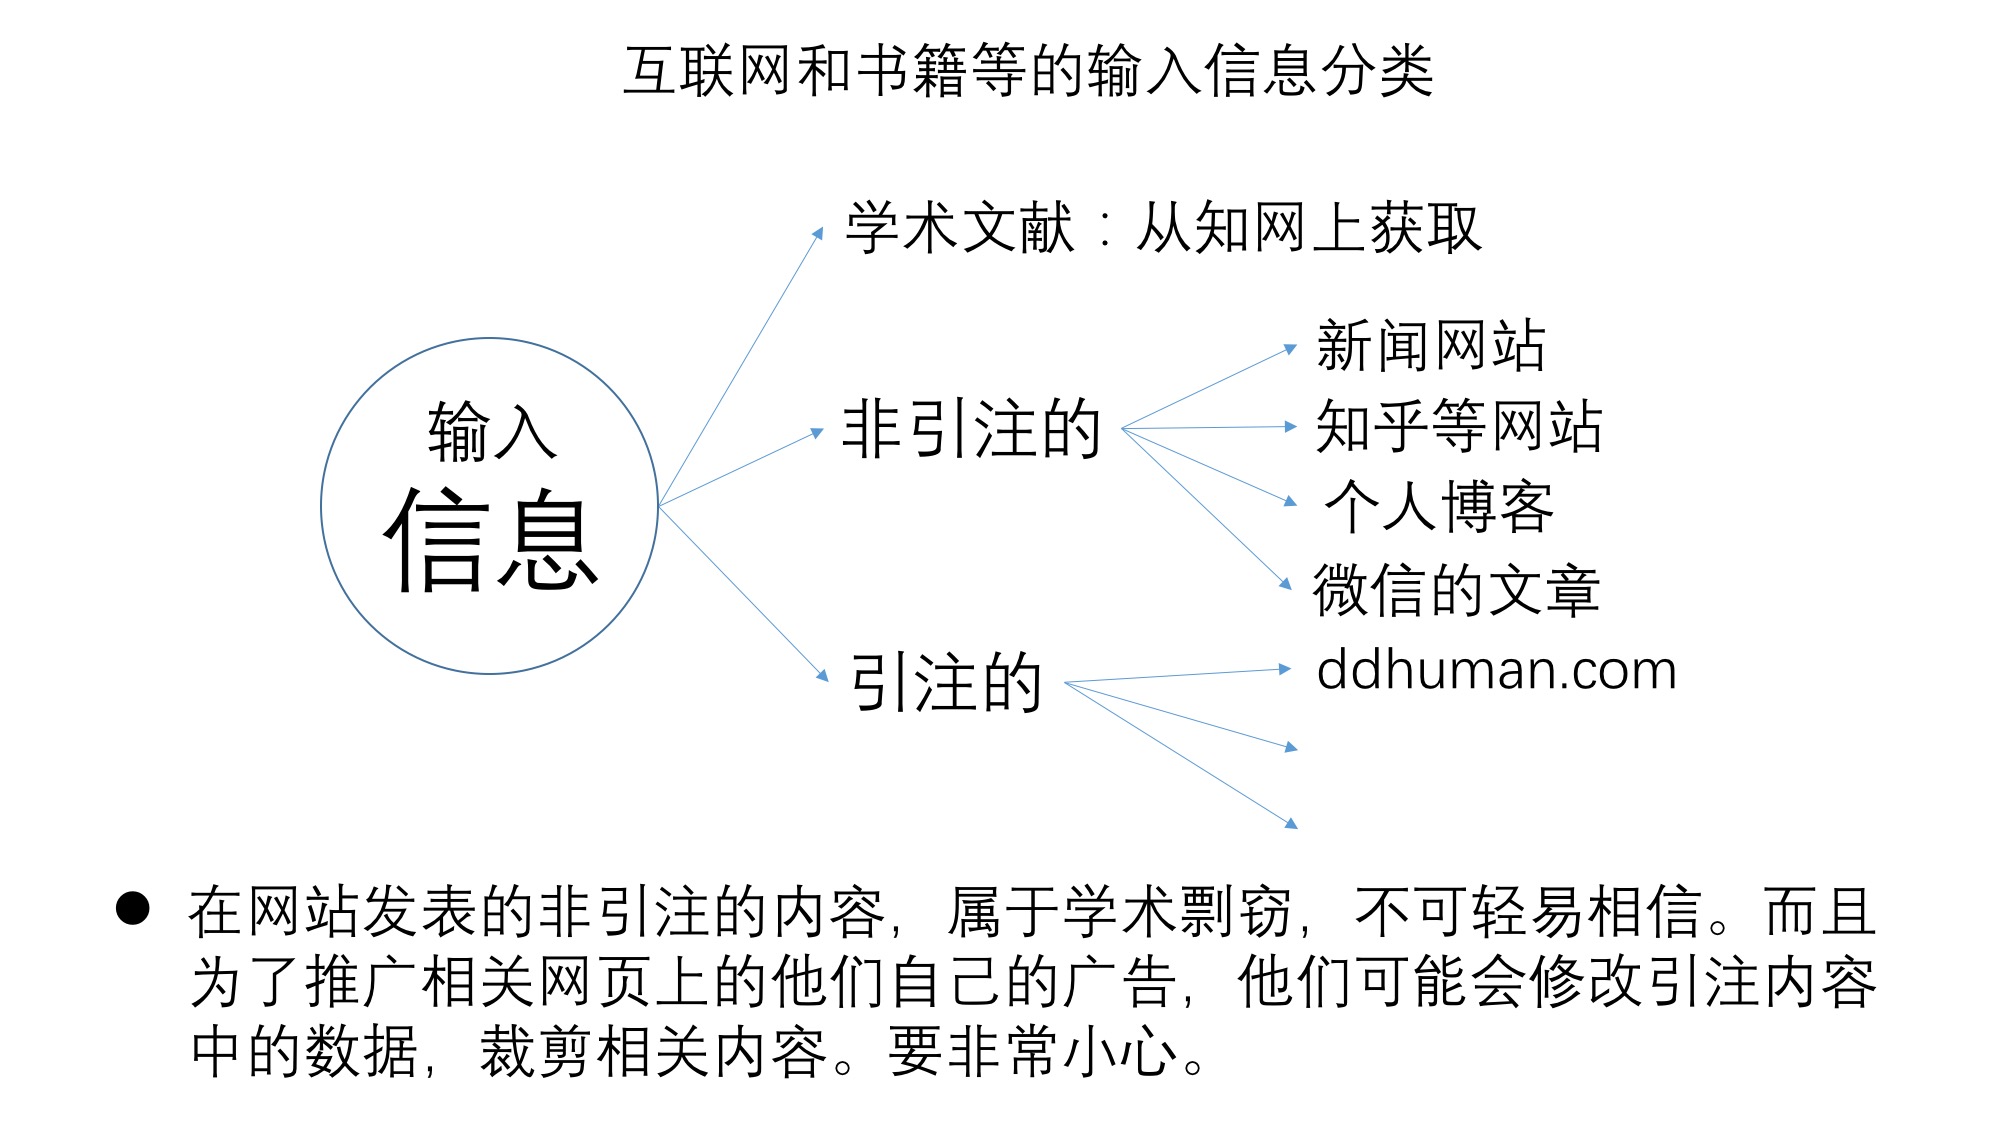 互联网和书籍等的输入信息分类
学术文献：从知网上获取
输入
信息
非引注的
新闻网站
知乎等网站
个人博客
微信的文章
引注的
ddhuman.com
● 在网站发表的非引注的内容，属于学术剽窃，不可轻易相信。而且
为了推广相关网页上的他们自己的广告，他们可能会修改引注内容
中的数据，裁剪相关内容。要非常小心。